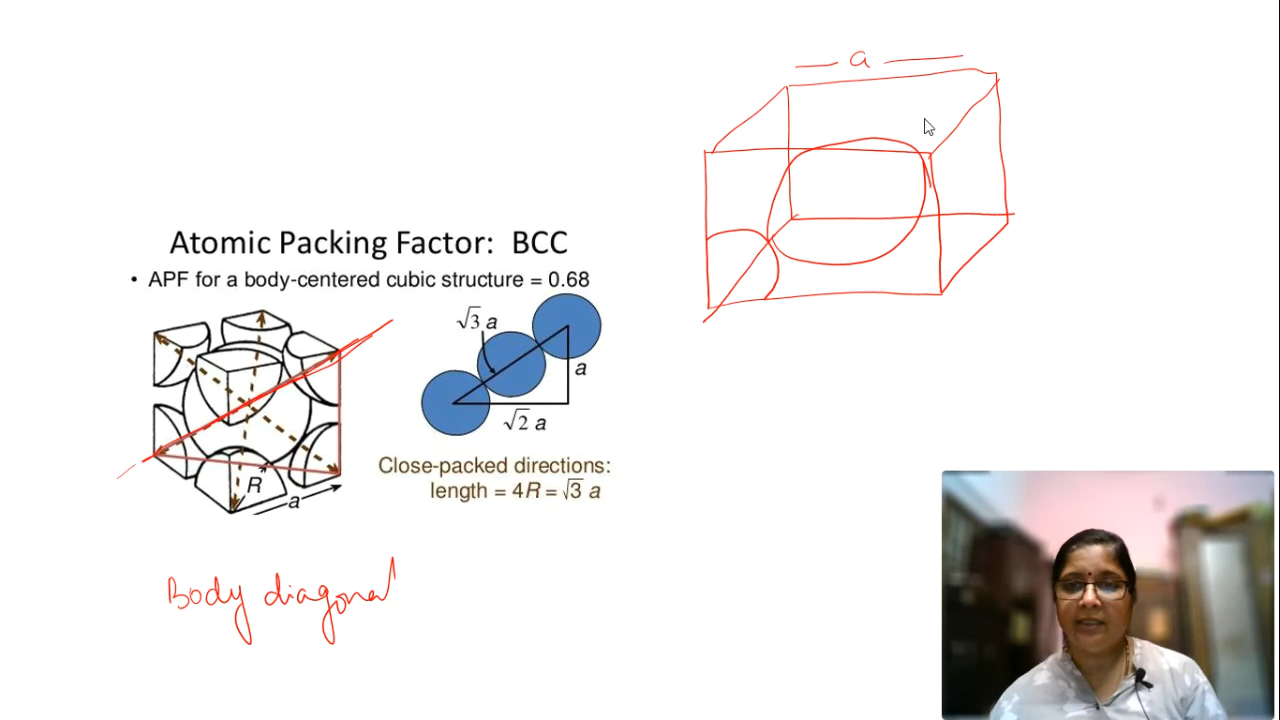 a
Atomic Packing Factor: BCC
• APF for a body-centered cubic structure = 0.68
√3 a
a
√2 a
R
a
Close-packed directions:
length = 4R = √3 a
Body diagonal